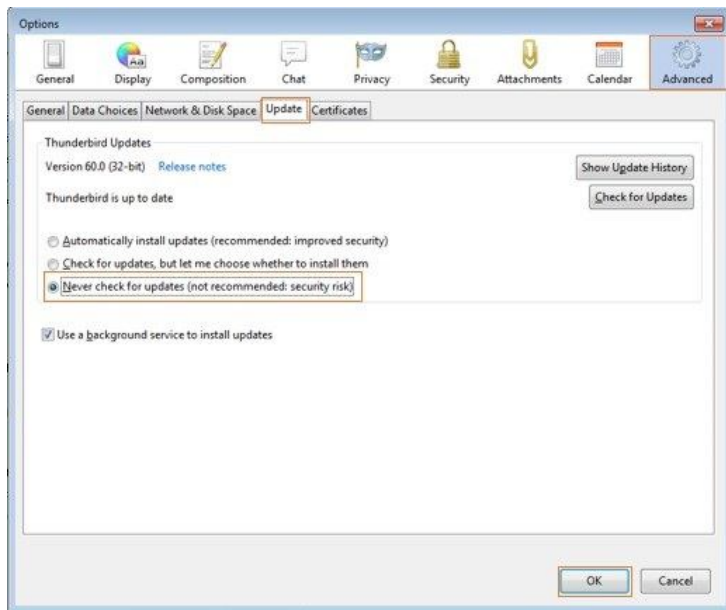 Options
General Display Composition Chat Privacy Security Attachments Calendar Advanced
General Data Choices Network & Disk Space Update Certificates
Thunderbird Updates
Version 60.0 (32-bit) Release notes
Show Update History
Thunderbird is up to date
Check for Updates
Automatically install updates (recommended: improved security)
Check for updates, but let me choose whether to install them
Never check for updates (not recommended: security risk)
Use a background service to install updates
OK Cancel